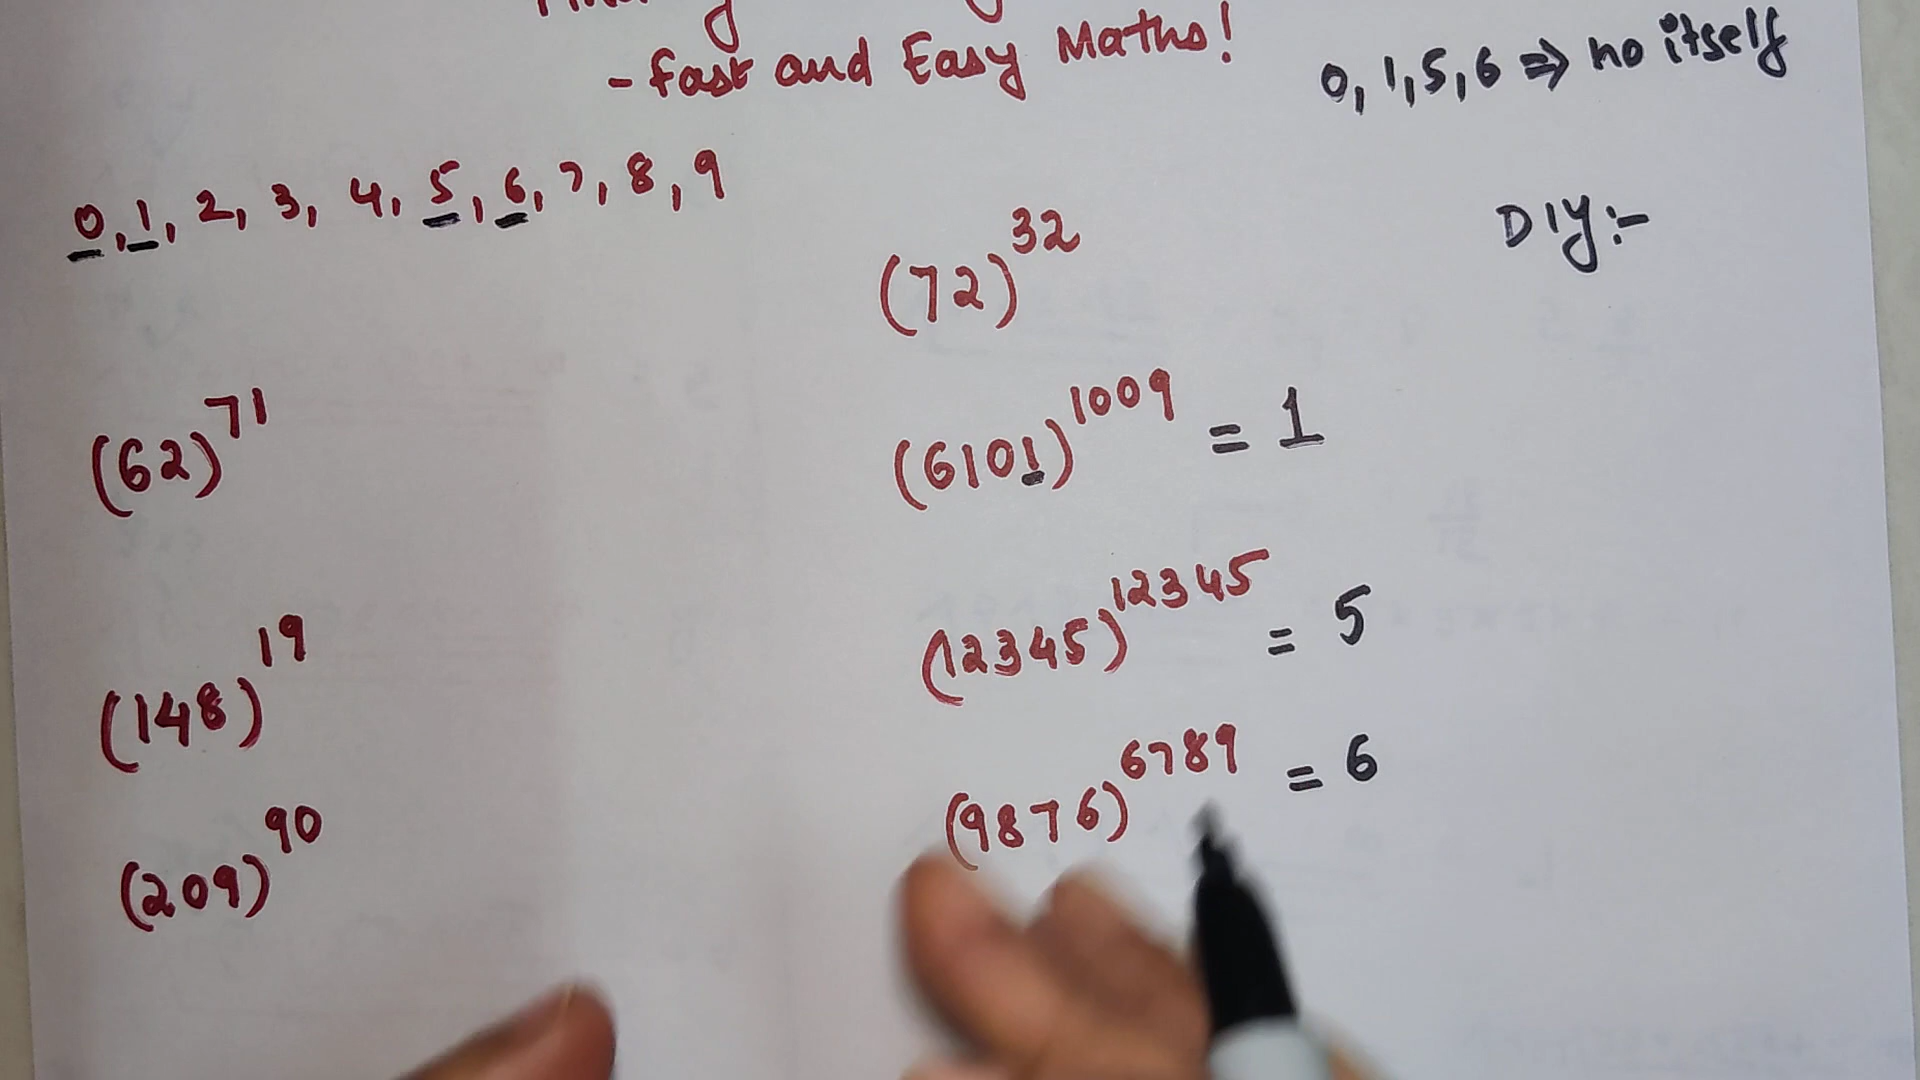 - Fast and Easy Maths!
0, 1, 5, 6 ⇒ no itself
0, 1, 2, 3, 4, 5, 6, 7, 8, 9
DIY:-
(72)^32
(62)^71
(6101)^1009 = 1
(148)^19
(12345)^12345 = 5
(209)^90
(9876)^6789 = 6